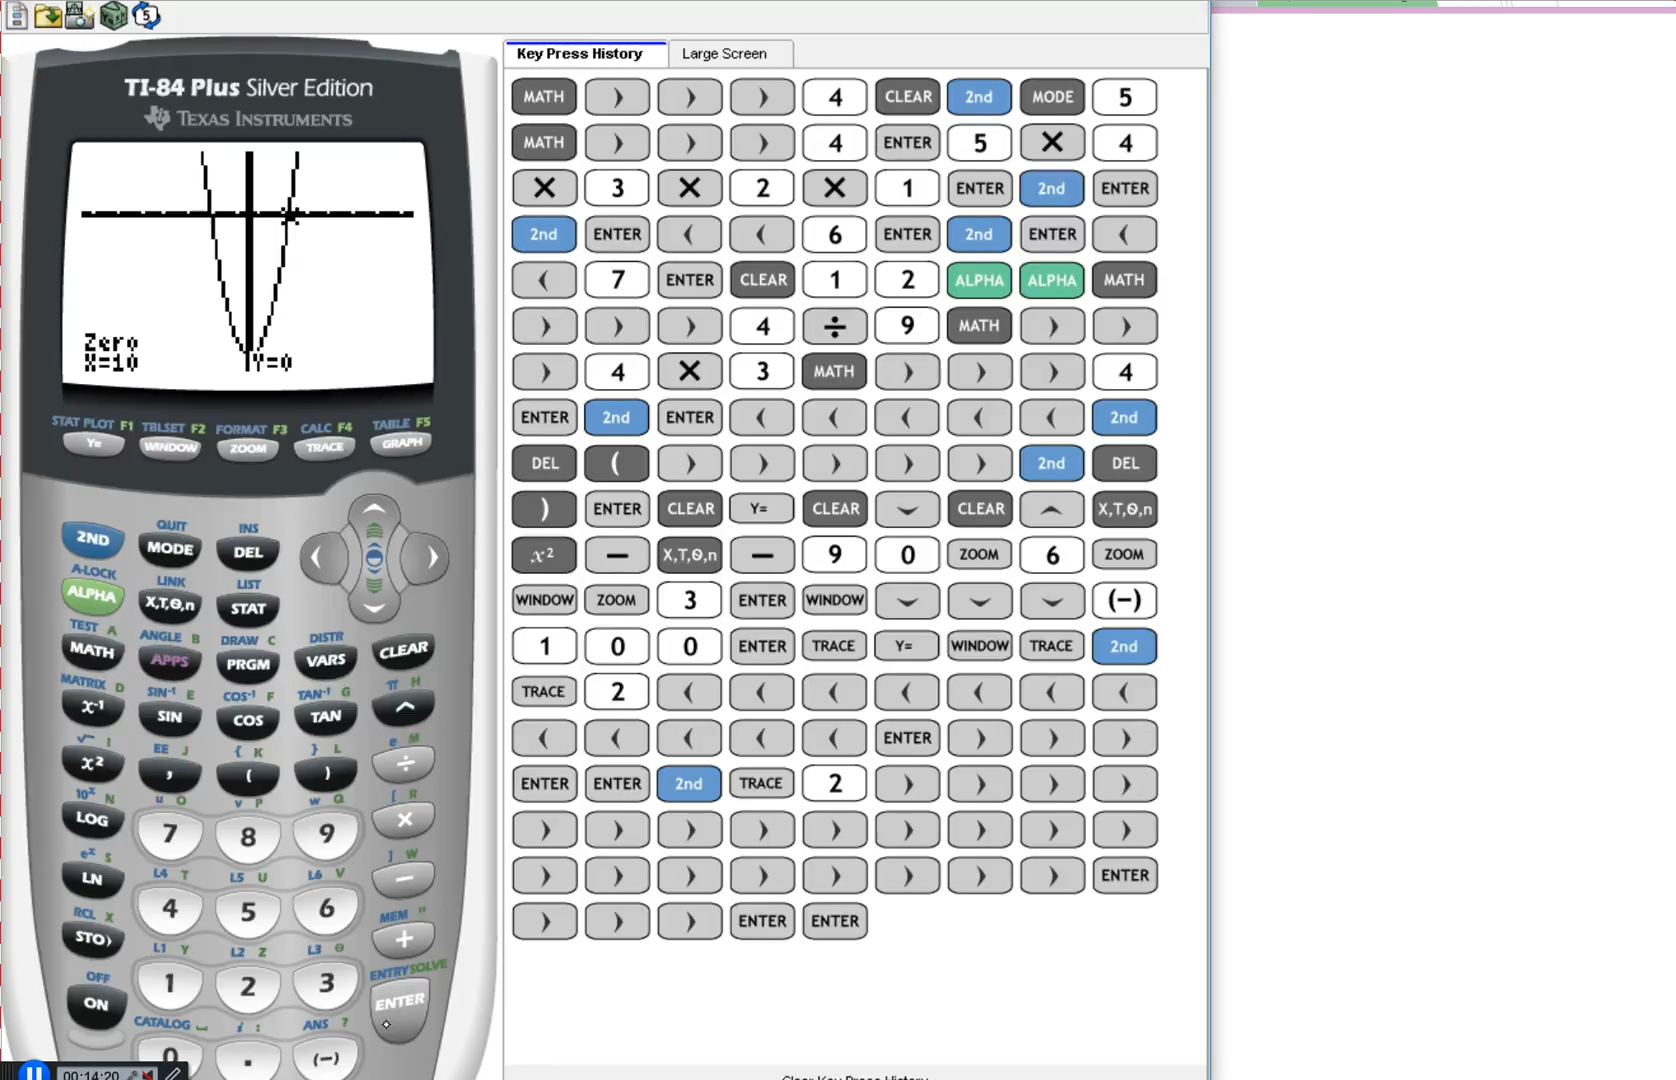 5
Key Press History
Large Screen
TI-84 Plus Silver Edition
TEXAS INSTRUMENTS
Zero
X=10 Y=0
STAT PLOT F1 TBLSET F2 FORMAT F3 CALC F4 TABLE F5
Y= WINDOW ZOOM TRACE GRAPH
QUIT INS
2ND MODE DEL
A-LOCK LINK LIST
ALPHA X,T,Θ,n STAT
TEST A ANGLE B DRAW C DISTR
MATH APPS PRGM VARS CLEAR
MATRIX D SIN⁻¹ E COS⁻¹ F TAN⁻¹ G π H
x⁻¹ SIN COS TAN ^
√ I EE J { K } L e M
x² , ( ) ÷
10ˣ N u O v P w Q [ R
LOG 7 8 9 ×
eˣ S L4 T L5 U L6 V ] W
LN 4 5 6 −
RCL X L1 Y L2 Z L3 θ MEM "
STO› 1 2 3 +
OFF ENTRY SOLVE
ON ENTER
CATALOG ⎵ i : ANS ?
0 . (−)
00:14:20
MATH ) ) ) 4 CLEAR 2nd MODE 5
MATH ) ) ) 4 ENTER 5 × 4
× 3 × 2 × 1 ENTER 2nd ENTER
2nd ENTER ( ( 6 ENTER 2nd ENTER (
( 7 ENTER CLEAR 1 2 ALPHA ALPHA MATH
) ) ) 4 ÷ 9 MATH ) )
) 4 × 3 MATH ) ) ) 4
ENTER 2nd ENTER ( ( ( ( ( 2nd
DEL ( ) ) ) ) ) 2nd DEL
) ENTER CLEAR Y= CLEAR CLEAR X,T,Θ,n
x² − X,T,Θ,n − 9 0 ZOOM 6 ZOOM
WINDOW ZOOM 3 ENTER WINDOW (−)
1 0 0 ENTER TRACE Y= WINDOW TRACE 2nd
TRACE 2 ( ( ( ( ( ( (
( ( ( ( ( ENTER ) ) )
ENTER ENTER 2nd TRACE 2 ) ) ) )
) ) ) ) ) ) ) ) )
) ) ) ) ) ) ) ) ENTER
) ) ) ENTER ENTER
Clear Key Press History